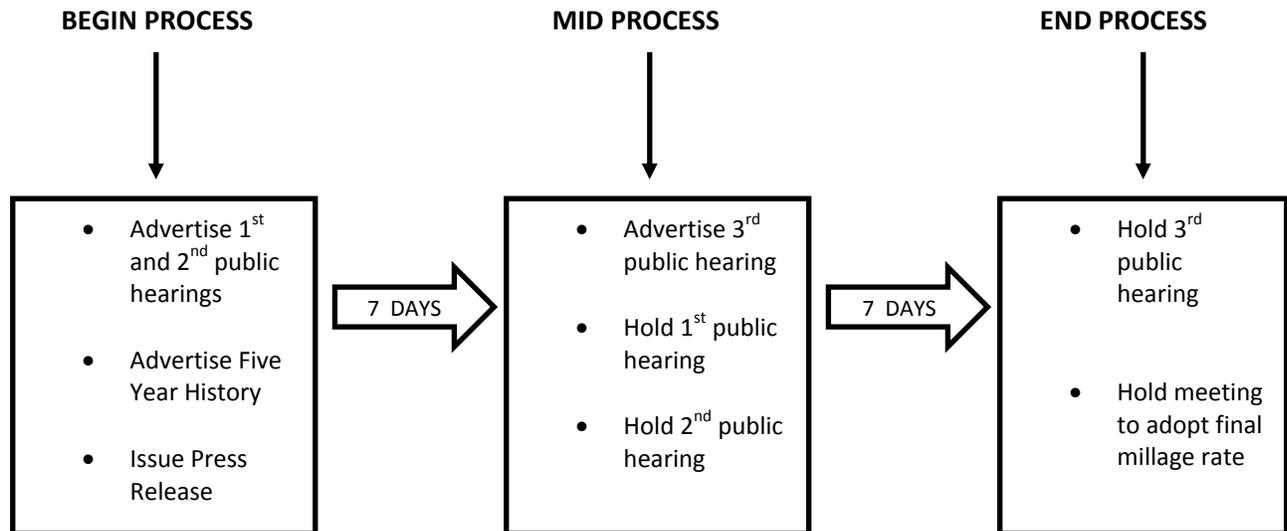 BEGIN PROCESS
MID PROCESS
END PROCESS
• Advertise 1st
and 2nd public
hearings
• Advertise Five
Year History
• Issue Press
Release
7 DAYS
• Advertise 3rd
public hearing
• Hold 1st public
hearing
• Hold 2nd public
hearing
7 DAYS
• Hold 3rd
public
hearing
• Hold meeting
to adopt final
millage rate